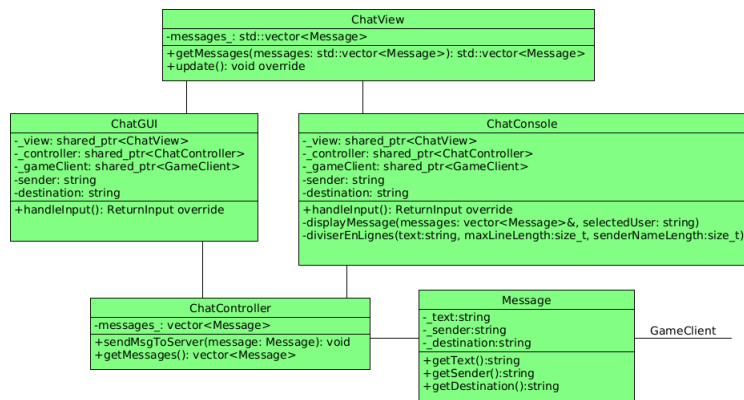 ChatView
-messages_: std::vector<Message>
+getMessages(messages: std::vector<Message>): std::vector<Message>
+update(): void override
ChatGUI
-_view: shared_ptr<ChatView>
-_controller: shared_ptr<ChatController>
-_gameClient: shared_ptr<GameClient>
-sender: string
-destination: string
+handleInput(): ReturnInput override
ChatConsole
-_view: shared_ptr<ChatView>
-_controller: shared_ptr<ChatController>
-_gameClient: shared_ptr<GameClient>
-sender: string
-destination: string
+handleInput(): ReturnInput override
-displayMessage(messages: vector<Message>&, selectedUser: string)
-diviserEnLignes(text:string, maxLineLength:size_t, senderNameLength:size_t)
ChatController
-messages_: vector<Message>
+sendMsgToServer(message: Message): void
+getMessages(): vector<Message>
Message
-_text:string
-_sender:string
-_destination:string
+getText():string
+getSender():string
+getDestination():string
GameClient